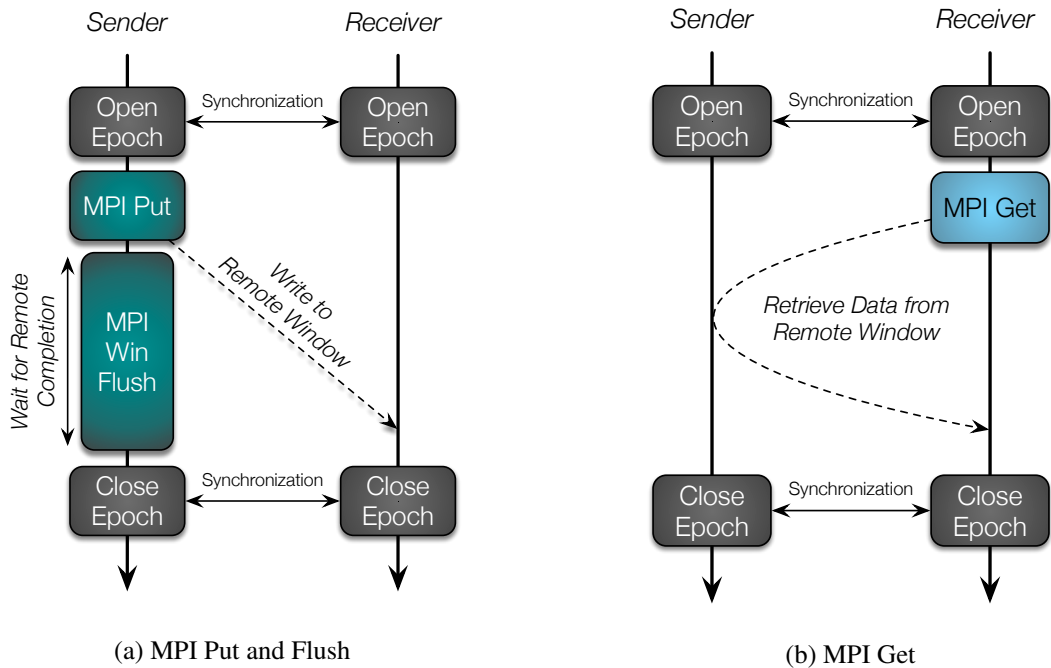 Sender
Receiver
Open
Epoch
Synchronization
Open
Epoch
MPI Put
Wait for Remote
Completion
MPI
Win
Flush
Write to
Remote Window
Close
Epoch
Synchronization
Close
Epoch
(a) MPI Put and Flush
Sender
Receiver
Open
Epoch
Synchronization
Open
Epoch
MPI Get
Retrieve Data from
Remote Window
Close
Epoch
Synchronization
Close
Epoch
(b) MPI Get